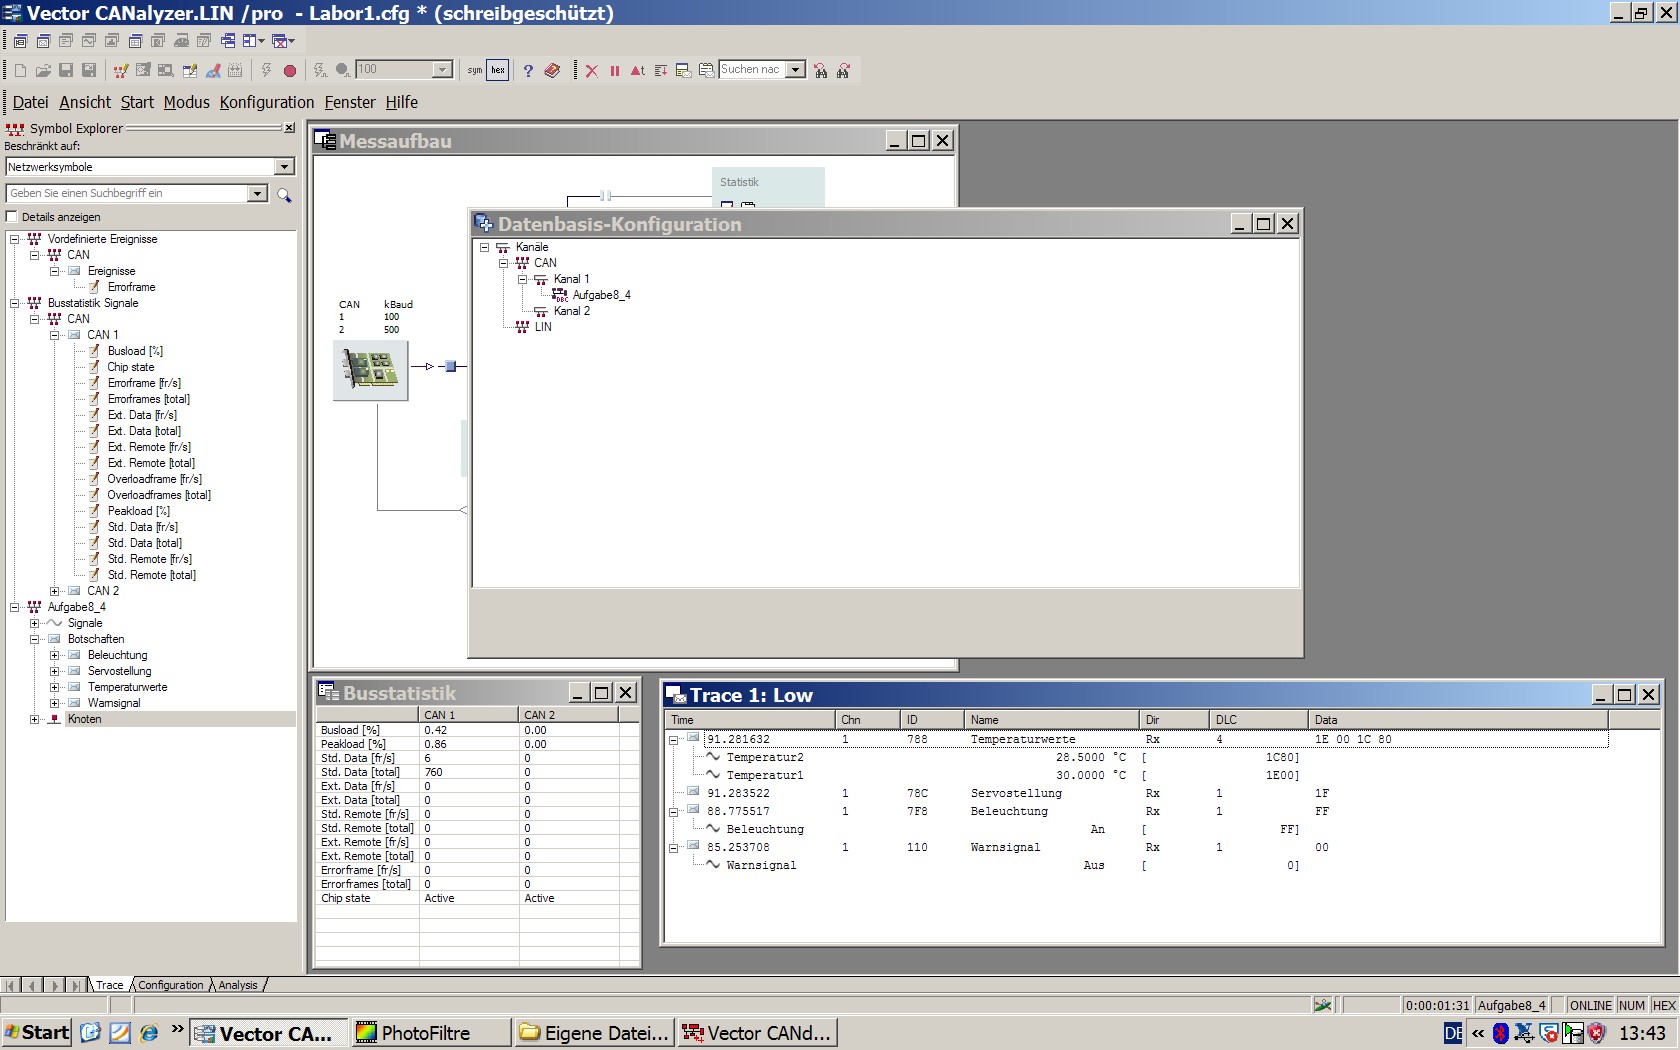 Vector CANalyzer.LIN /pro - Labor1.cfg * (schreibgeschützt)
100
sym hex
Suchen nac
Datei Ansicht Start Modus Konfiguration Fenster Hilfe
Symbol Explorer
Beschränkt auf:
Netzwerksymbole
Geben Sie einen Suchbegriff ein
Details anzeigen
Vordefinierte Ereignisse
CAN
Ereignisse
Errorframe
Busstatistik Signale
CAN
CAN 1
Busload [%]
Chip state
Errorframe [fr/s]
Errorframes [total]
Ext. Data [fr/s]
Ext. Data [total]
Ext. Remote [fr/s]
Ext. Remote [total]
Overloadframe [fr/s]
Overloadframes [total]
Peakload [%]
Std. Data [fr/s]
Std. Data [total]
Std. Remote [fr/s]
Std. Remote [total]
CAN 2
Aufgabe8_4
Signale
Botschaften
Beleuchtung
Servostellung
Temperaturwerte
Warnsignal
Knoten
Messaufbau
Statistik
CAN kBaud
1 100
2 500
Datenbasis-Konfiguration
Kanäle
CAN
Kanal 1
DBC Aufgabe8_4
Kanal 2
LIN
Busstatistik
CAN 1 CAN 2
Busload [%] 0.42 0.00
Peakload [%] 0.86 0.00
Std. Data [fr/s] 6 0
Std. Data [total] 760 0
Ext. Data [fr/s] 0 0
Ext. Data [total] 0 0
Std. Remote [fr/s] 0 0
Std. Remote [total] 0 0
Ext. Remote [fr/s] 0 0
Ext. Remote [total] 0 0
Errorframe [fr/s] 0 0
Errorframes [total] 0 0
Chip state Active Active
Trace 1: Low
Time Chn ID Name Dir DLC Data
91.281632 1 788 Temperaturwerte Rx 4 1E 00 1C 80
Temperatur2 28.5000 °C [ 1C80]
Temperatur1 30.0000 °C [ 1E00]
91.283522 1 78C Servostellung Rx 1 1F
88.775517 1 7F8 Beleuchtung Rx 1 FF
Beleuchtung An [ FF]
85.253708 1 110 Warnsignal Rx 1 00
Warnsignal Aus [ 0]
Trace Configuration Analysis
0:00:01:31 Aufgabe8_4 ONLINE NUM HEX
Start » Vector CA... PhotoFiltre Eigene Datei... Vector CANd... DE « 13:43